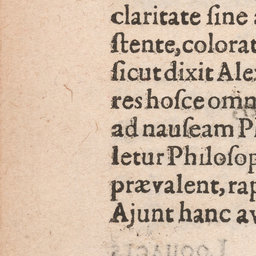 claritate ſine
ſtente, colorat
ſicut dixit Alex
res hoſce omn
ad nauſeam P
letur Philoſop
prævalent, rap
Ajunt hanc av